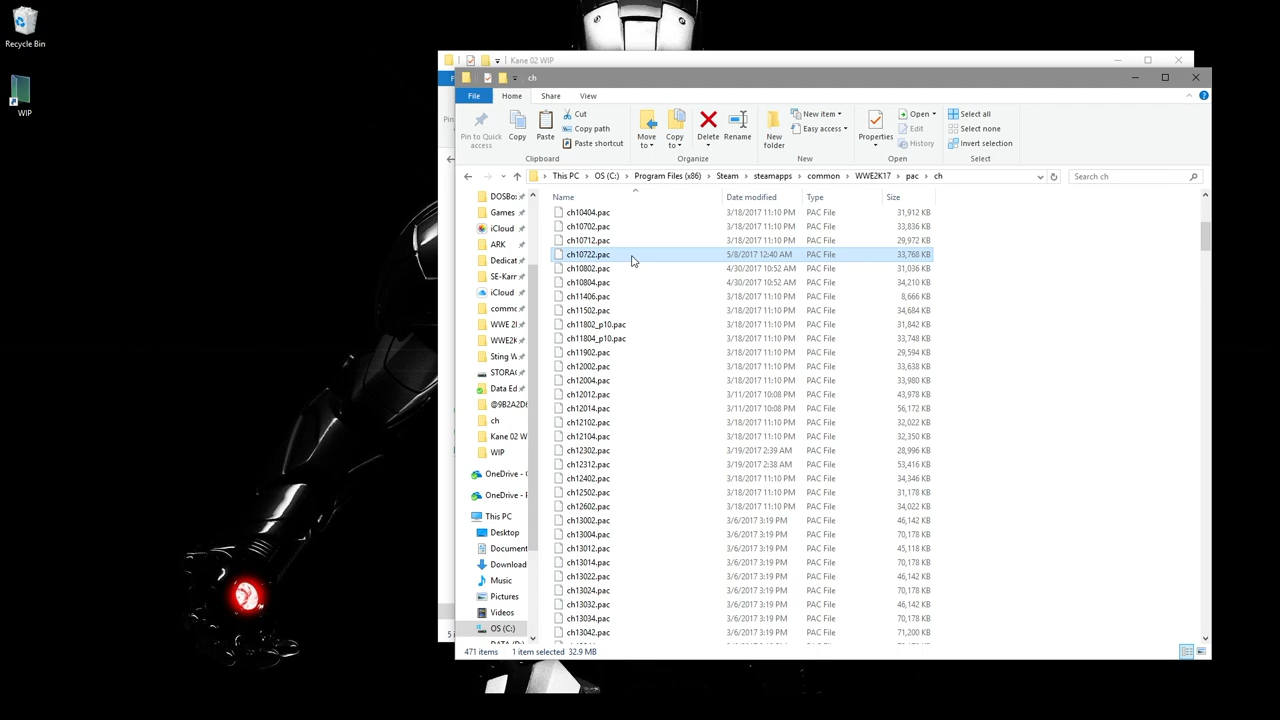 Recycle Bin
WIP
Kane 02 WIP
ch
File Home Share View
Pin to Quick access
Copy
Paste
Cut
Copy path
Paste shortcut
Clipboard
Move to
Copy to
Delete
Rename
Organize
New folder
New item
Easy access
New
Properties
Open
Edit
History
Open
Select all
Select none
Invert selection
Select
This PC > OS (C:) > Program Files (x86) > Steam > steamapps > common > WWE2K17 > pac > ch
Search ch
DOSBo
Games
iCloud
ARK
Dedicat
SE-Karr
iCloud
commo
WWE 2
WWE2K
Sting W
STORA
Data Ed
@9B2A2D
ch
Kane 02 W
WIP
OneDrive -
OneDrive -
This PC
Desktop
Document
Download
Music
Pictures
Videos
OS (C:)
Name Date modified Type Size
ch10404.pac 3/18/2017 11:10 PM PAC File 31,912 KB
ch10702.pac 3/18/2017 11:10 PM PAC File 33,836 KB
ch10712.pac 3/18/2017 11:10 PM PAC File 29,972 KB
ch10722.pac 5/8/2017 12:40 AM PAC File 33,768 KB
ch10802.pac 4/30/2017 10:52 AM PAC File 31,036 KB
ch10804.pac 4/30/2017 10:52 AM PAC File 34,210 KB
ch11406.pac 3/18/2017 11:10 PM PAC File 8,666 KB
ch11502.pac 3/18/2017 11:10 PM PAC File 34,684 KB
ch11802_p10.pac 3/18/2017 11:10 PM PAC File 31,842 KB
ch11804_p10.pac 3/18/2017 11:10 PM PAC File 33,748 KB
ch11902.pac 3/18/2017 11:10 PM PAC File 29,594 KB
ch12002.pac 3/18/2017 11:10 PM PAC File 33,638 KB
ch12004.pac 3/18/2017 11:10 PM PAC File 33,980 KB
ch12012.pac 3/11/2017 10:08 PM PAC File 43,978 KB
ch12014.pac 3/11/2017 10:08 PM PAC File 56,172 KB
ch12102.pac 3/18/2017 11:10 PM PAC File 32,022 KB
ch12104.pac 3/18/2017 11:10 PM PAC File 32,350 KB
ch12302.pac 3/19/2017 2:39 AM PAC File 28,996 KB
ch12312.pac 3/19/2017 2:38 AM PAC File 53,416 KB
ch12402.pac 3/18/2017 11:10 PM PAC File 34,346 KB
ch12502.pac 3/18/2017 11:10 PM PAC File 31,178 KB
ch12602.pac 3/18/2017 11:10 PM PAC File 34,022 KB
ch13002.pac 3/6/2017 3:19 PM PAC File 46,142 KB
ch13004.pac 3/6/2017 3:19 PM PAC File 70,178 KB
ch13012.pac 3/6/2017 3:19 PM PAC File 45,118 KB
ch13014.pac 3/6/2017 3:19 PM PAC File 70,178 KB
ch13022.pac 3/6/2017 3:19 PM PAC File 46,142 KB
ch13024.pac 3/6/2017 3:19 PM PAC File 70,178 KB
ch13032.pac 3/6/2017 3:19 PM PAC File 46,142 KB
ch13034.pac 3/6/2017 3:19 PM PAC File 70,178 KB
ch13042.pac 3/6/2017 3:19 PM PAC File 71,200 KB
471 items 1 item selected 32.9 MB